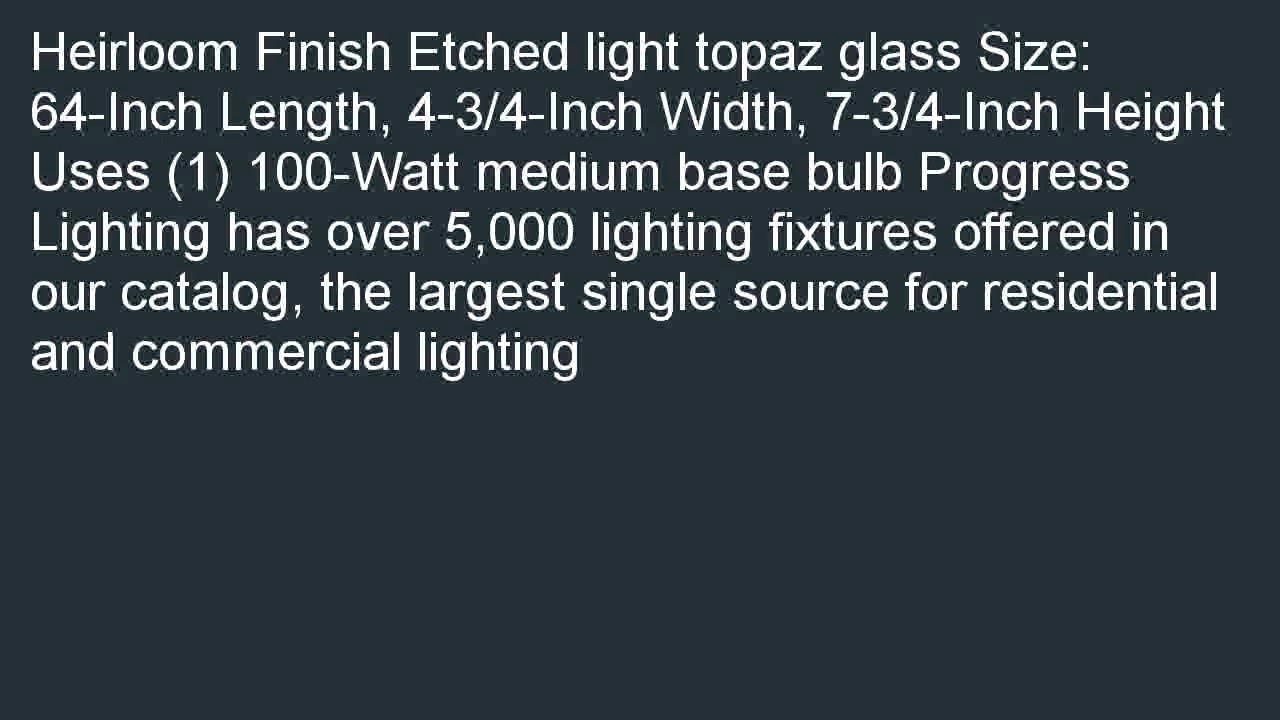 Heirloom Finish Etched light topaz glass Size:
64-Inch Length, 4-3/4-Inch Width, 7-3/4-Inch Height
Uses (1) 100-Watt medium base bulb Progress
Lighting has over 5,000 lighting fixtures offered in
our catalog, the largest single source for residential
and commercial lighting